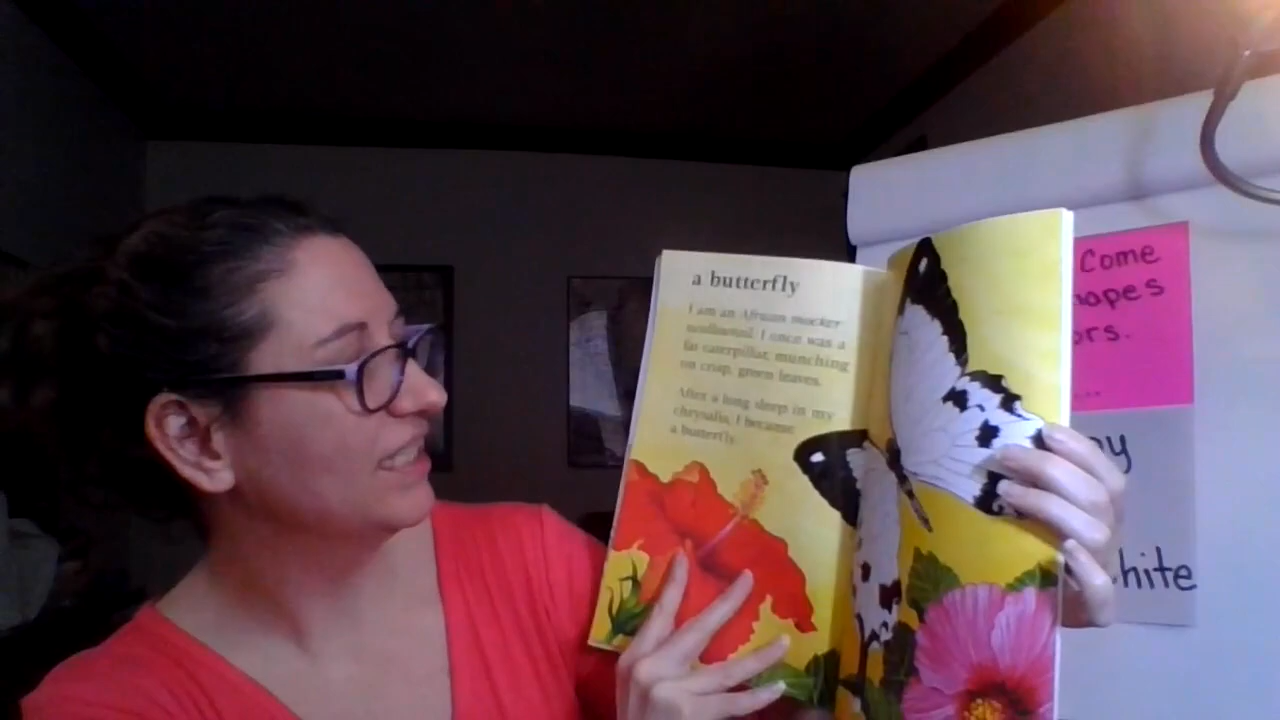 a butterfly
I am an African mocker
swallowtail. I once was a
fat caterpillar, munching
on crisp, green leaves.
After a long sleep in my
chrysalis, I became
a butterfly.
come
hapes
ors.
hite